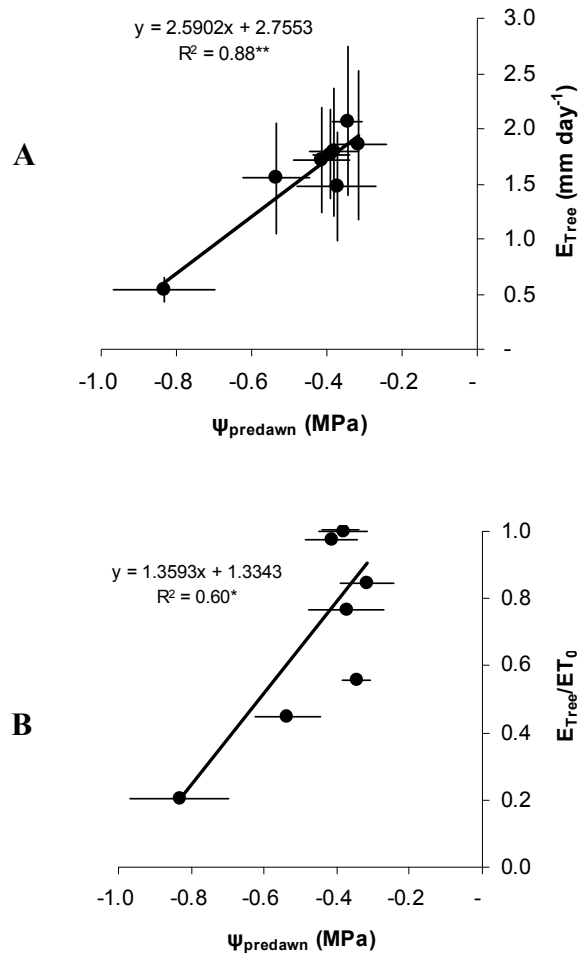 y = 2.5902x + 2.7553
R² = 0.88**
A
3.0
2.5
2.0
1.5
1.0
0.5
-
E_Tree (mm day⁻¹)
-1.0 -0.8 -0.6 -0.4 -0.2 -
Ψpredawn (MPa)
y = 1.3593x + 1.3343
R² = 0.60*
B
1.0
0.8
0.6
0.4
0.2
0.0
E_Tree/ET₀
-1.0 -0.8 -0.6 -0.4 -0.2 -
Ψpredawn (MPa)